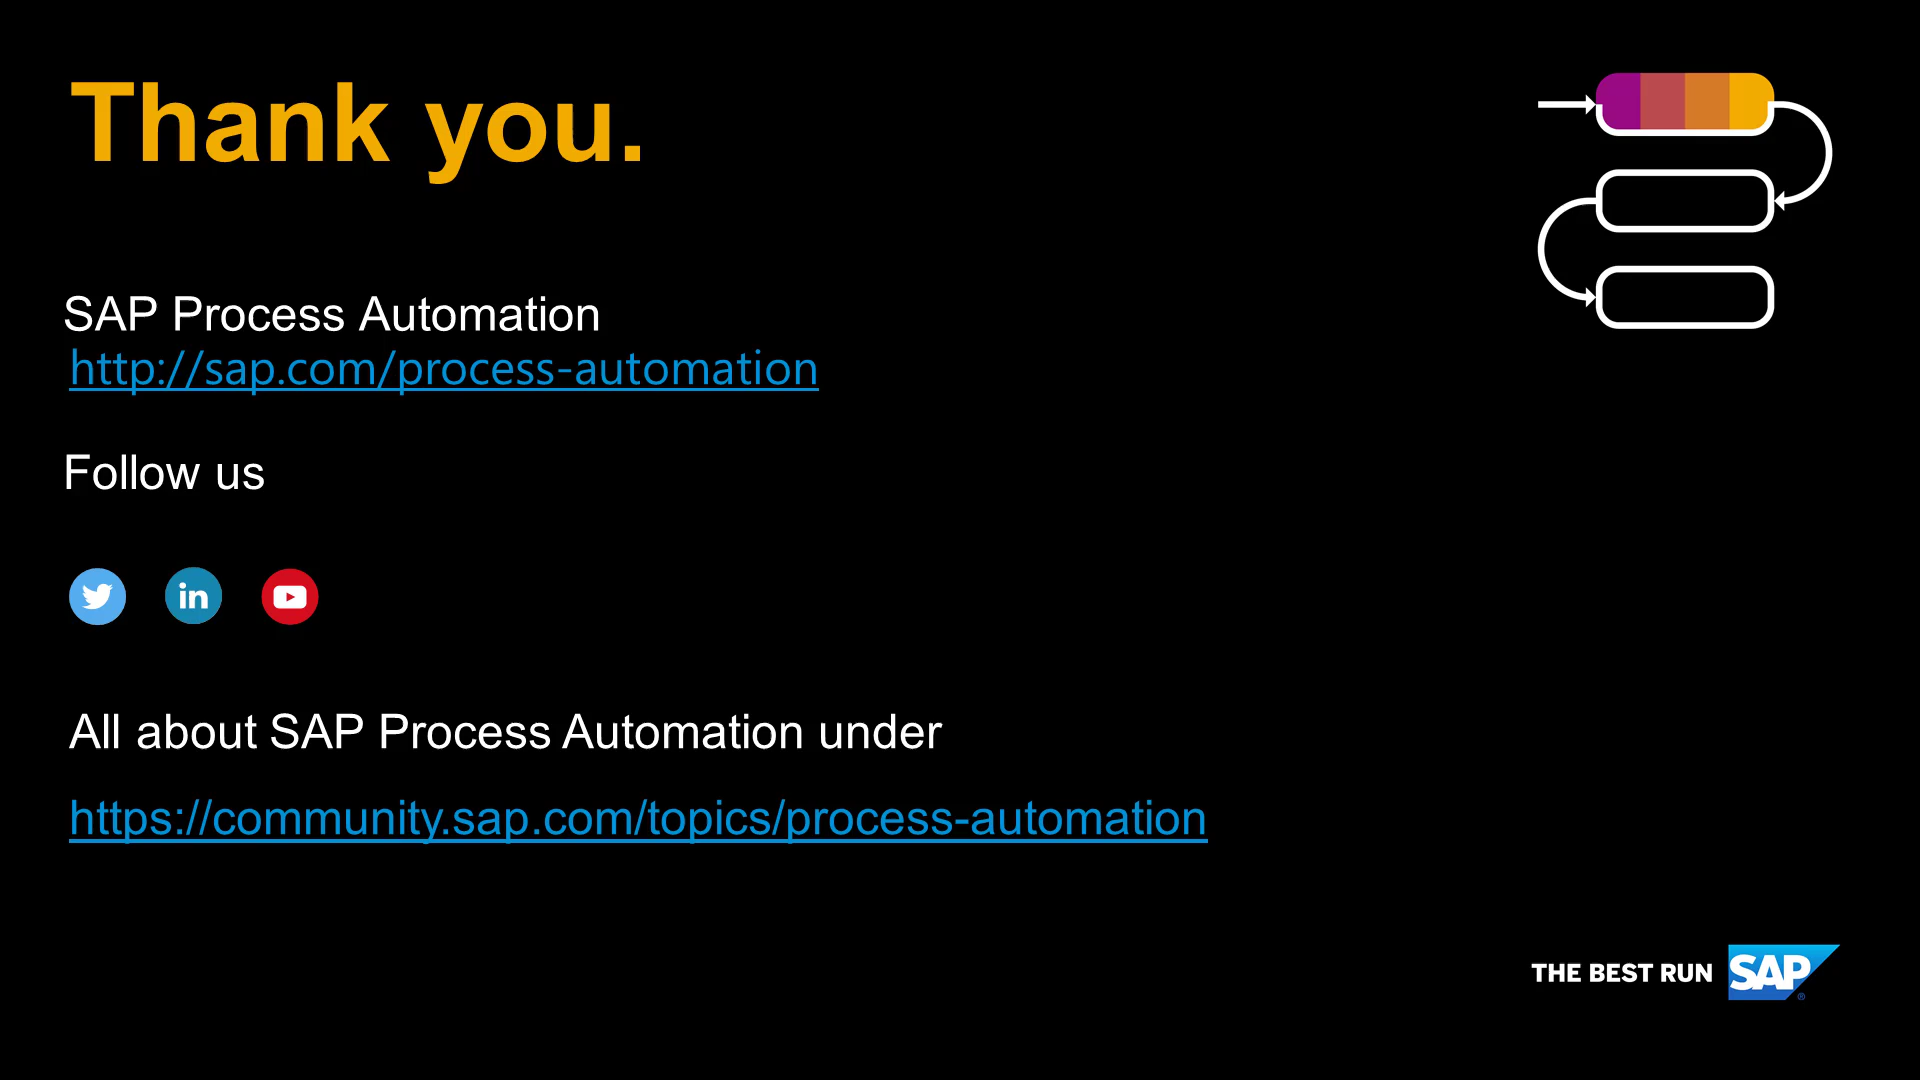 Thank you.
SAP Process Automation
http://sap.com/process-automation
Follow us
in
All about SAP Process Automation under
https://community.sap.com/topics/process-automation
THE BEST RUN SAP®